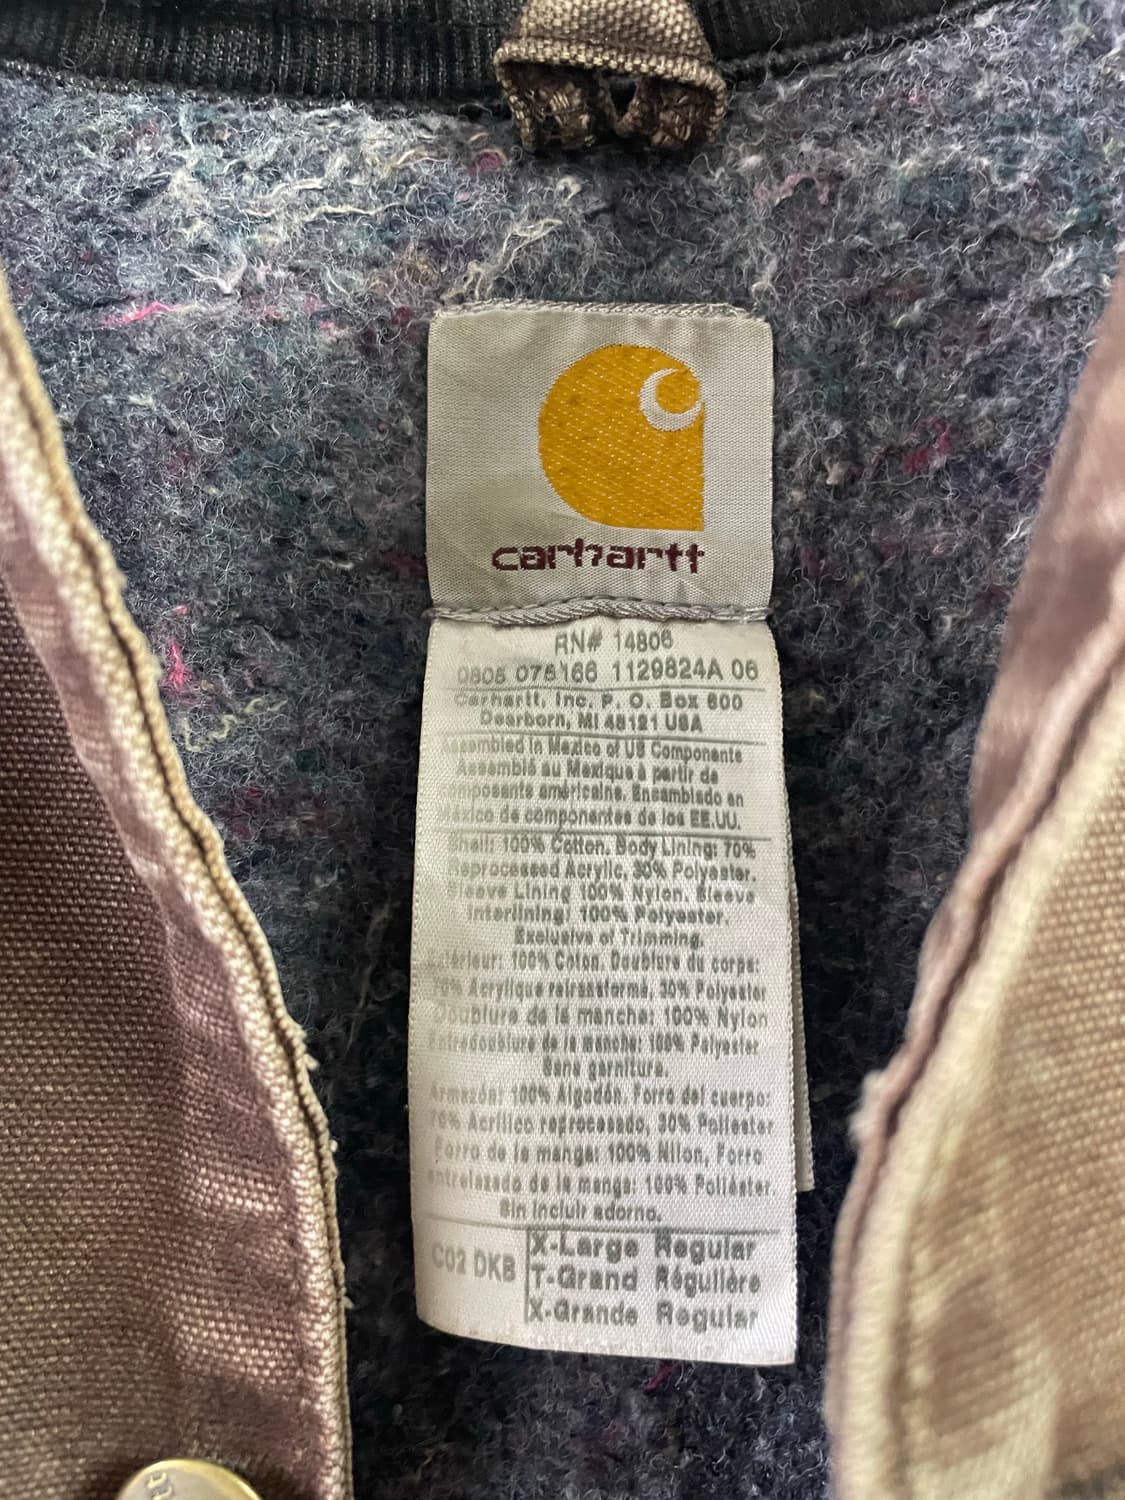 carhartt
RN# 14806
0805 075166 1129824A 06
Carhartt, Inc. P. O. Box 600
Dearborn, MI 48121 USA
Assembled in Mexico of US Components
Assemblé au Mexique à partir de
composants américains. Ensamblado en
México de componentes de los EE.UU.
Shell: 100% Cotton. Body Lining: 70%
Reprocessed Acrylic, 30% Polyester.
Sleeve Lining 100% Nylon. Sleeve
Interlining: 100% Polyester.
Exclusive of Trimming.
Extérieur: 100% Coton. Doublure du corps:
70% Acrylique retransformé, 30% Polyester
Doublure de la manche: 100% Nylon
Entredoublure de la manche: 100% Polyester
Sans garniture.
Armazón: 100% Algodón. Forro del cuerpo:
70% Acrílico reprocesado, 30% Poliester
Forro de la manga: 100% Nilon, Forro
entrelazado de la manga: 100% Poliéster.
Sin incluir adorno.
C02 DKB
X-Large Regular
T-Grand Régulière
X-Grande Regular